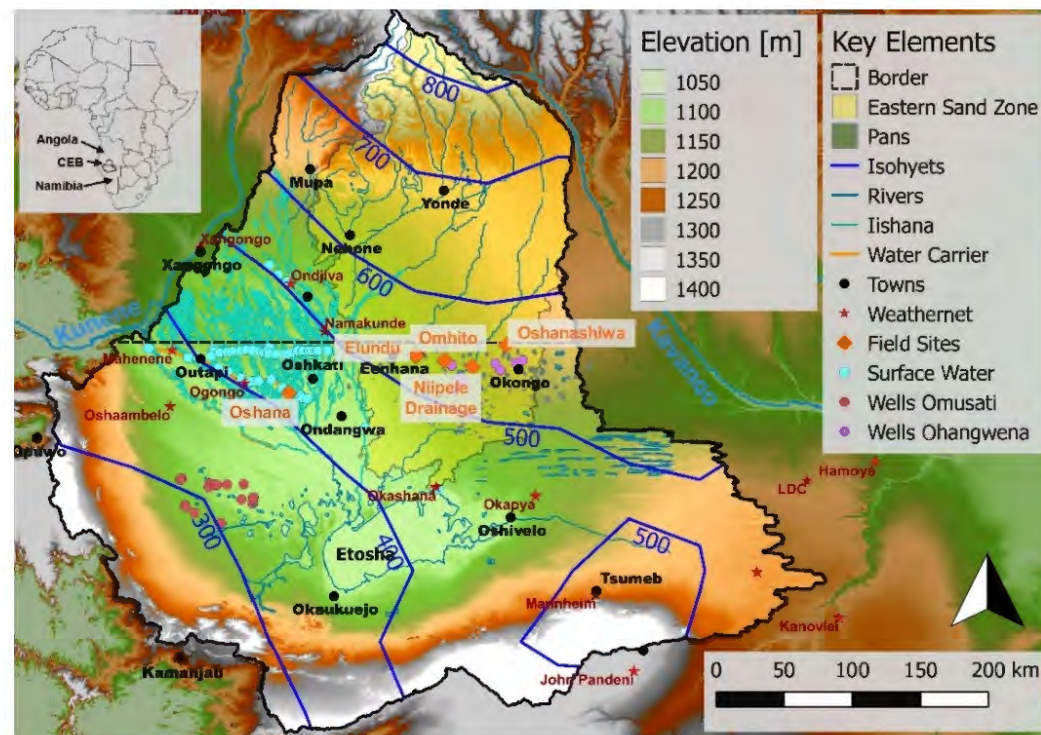 Angola
CEB
Namibia
Elevation [m]
1050
1100
1150
1200
1250
1300
1350
1400
Key Elements
Border
Eastern Sand Zone
Pans
Isohyets
Rivers
Iishana
Water Carrier
Towns
Weathernet
Field Sites
Surface Water
Wells Omusati
Wells Ohangwena
800
700
Mupa
Yonde
Nehone
Xangongo
Xangongo
Ondjiva
600
Kunene
Namakunde
Mahenene
Elundu
Omhito
Oshanashiwa
Kavango
Outapi
Oshkati
Eenhana
Okongo
Ogongo
Niipele
Drainage
Oshaambelo
Oshana
Ondangwa
500
Opuwo
Okashana
Okapya
LDC
Hamoye
300
400
Oshivelo
500
Etosha
Tsumeb
Okaukuejo
Mannheim
Kanovlei
Kamanjab
John Pandeni
0 50 100 150 200 km